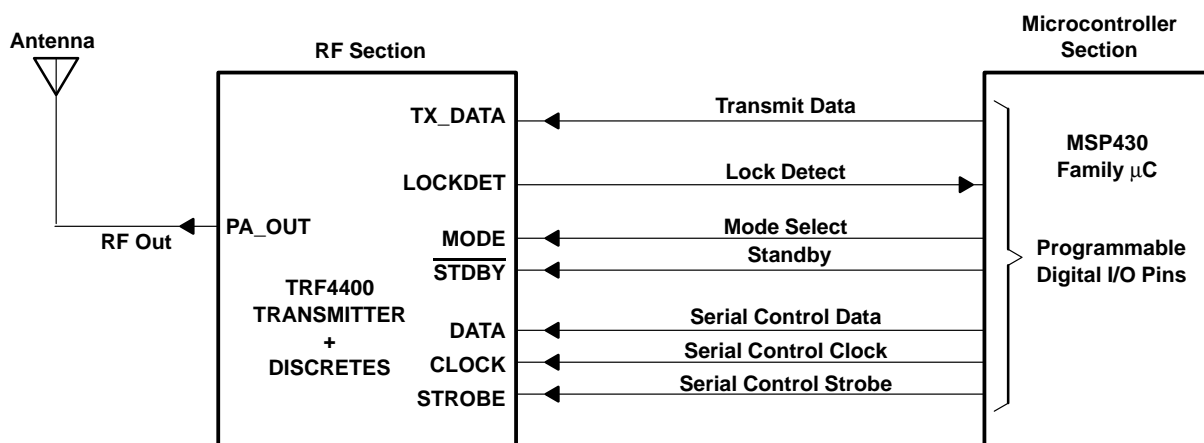 Antenna
RF Out
RF Section
PA_OUT
TRF4400
TRANSMITTER
+
DISCRETES
TX_DATA
LOCKDET
MODE
STDBY
DATA
CLOCK
STROBE
Transmit Data
Lock Detect
Mode Select
Standby
Serial Control Data
Serial Control Clock
Serial Control Strobe
Microcontroller
Section
MSP430
Family μC
Programmable
Digital I/O Pins